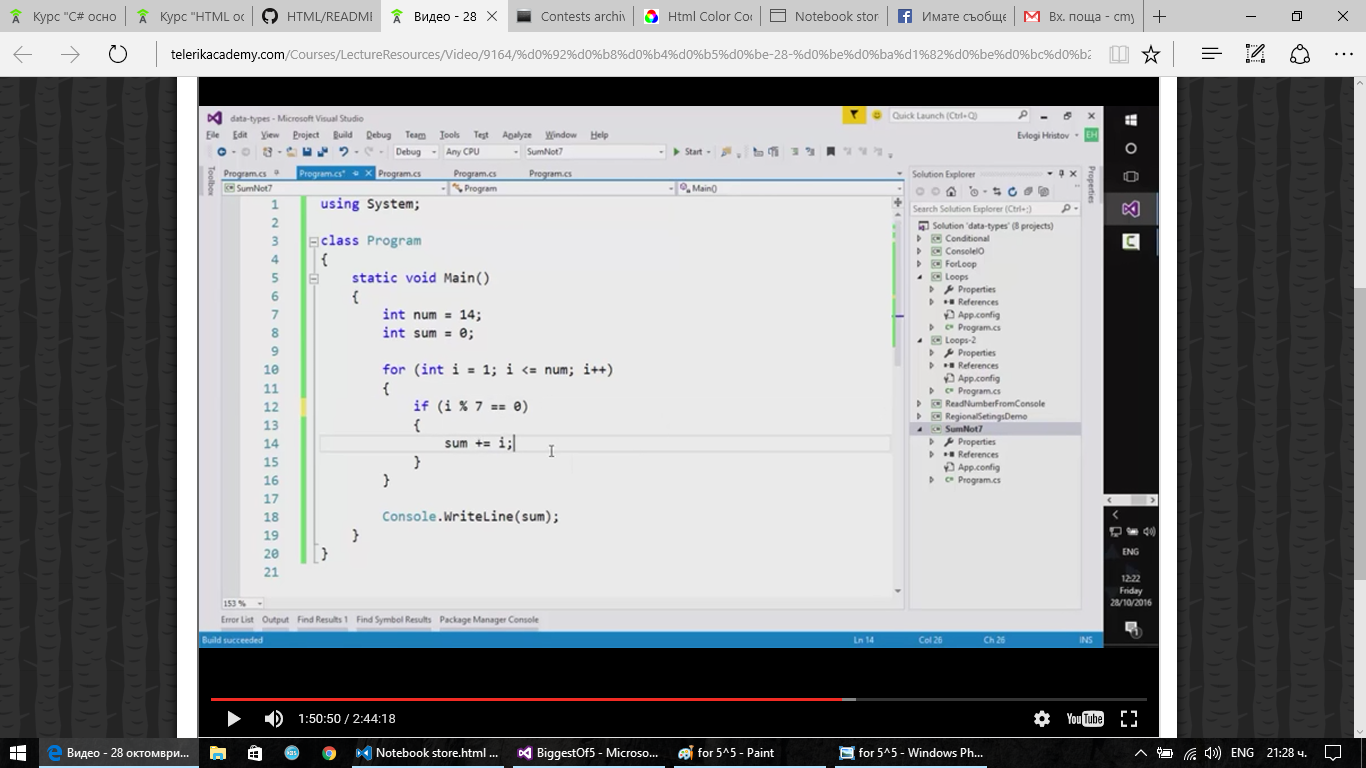 Курс "C# осно
Курс "HTML ос
HTML/README
Видео - 28
Contests archiv
Html Color Coc
Notebook stor
Имате съобще
Вх. поща - cmy
telerikacademy.com/Courses/LectureResources/Video/9164/%d0%92%d0%b8%d0%b4%d0%b5%d0%be-28-%d0%be%d0%ba%d1%82%d0%be%d0%bc%d0%b2
data-types - Microsoft Visual Studio
Quick Launch (Ctrl+Q)
File Edit View Project Build Debug Team Tools Test Analyze Window Help
Evlogi Hristov EH
Debug Any CPU SumNot7 Start
Toolbox
Program.cs Program.cs* Program.cs Program.cs Program.cs
SumNot7 Program Main()
1 using System;
2
3 class Program
4 {
5 static void Main()
6 {
7 int num = 14;
8 int sum = 0;
9
10 for (int i = 1; i <= num; i++)
11 {
12 if (i % 7 == 0)
13 {
14 sum += i;
15 }
16 }
17
18 Console.WriteLine(sum);
19 }
20 }
21
153 %
Solution Explorer
Properties
Search Solution Explorer (Ctrl+;)
Solution 'data-types' (8 projects)
Conditional
ConsoleIO
ForLoop
Loops
Properties
References
App.config
Program.cs
Loops-2
Properties
References
App.config
Program.cs
ReadNumberFromConsole
RegionalSetingsDemo
SumNot7
Properties
References
App.config
Program.cs
Error List Output Find Results 1 Find Symbol Results Package Manager Console
Build succeeded Ln 14 Col 26 Ch 26 INS
ENG
12:22
Friday
28/10/2016
1
1:50:50 / 2:44:18
YouTube
Видео - 28 октомври...
Notebook store.html ...
BiggestOf5 - Microso...
for 5^5 - Paint
for 5^5 - Windows Ph...
ENG
21:28 ч.